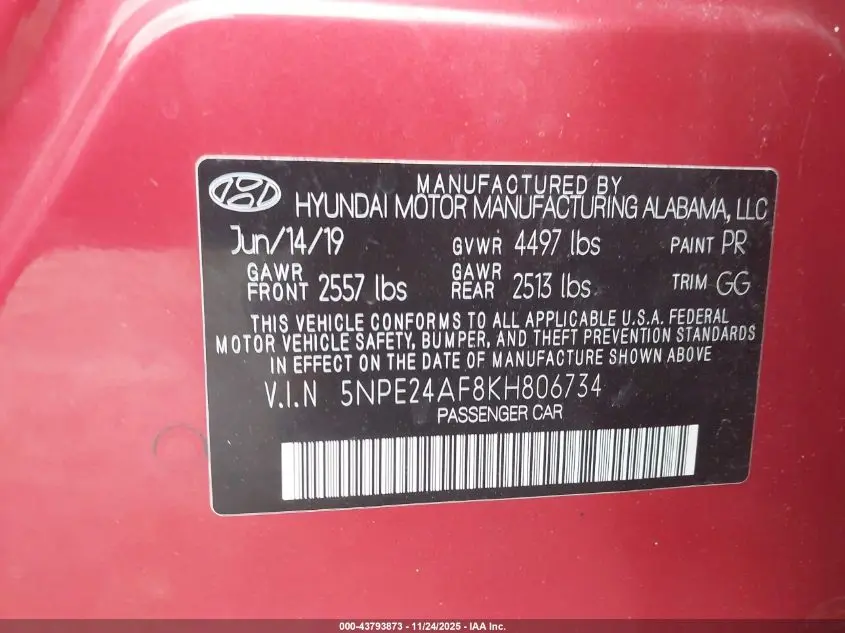 MANUFACTURED BY
HYUNDAI MOTOR MANUFACTURING ALABAMA, LLC
Jun/14/19 GVWR 4497 lbs PAINT PR
GAWR FRONT 2557 lbs GAWR REAR 2513 lbs TRIM GG
THIS VEHICLE CONFORMS TO ALL APPLICABLE U.S.A. FEDERAL
MOTOR VEHICLE SAFETY, BUMPER, AND THEFT PREVENTION STANDARDS
IN EFFECT ON THE DATE OF MANUFACTURE SHOWN ABOVE
V.I.N 5NPE24AF8KH806734
PASSENGER CAR
000-43793873 - 11/24/2025 - IAA Inc.